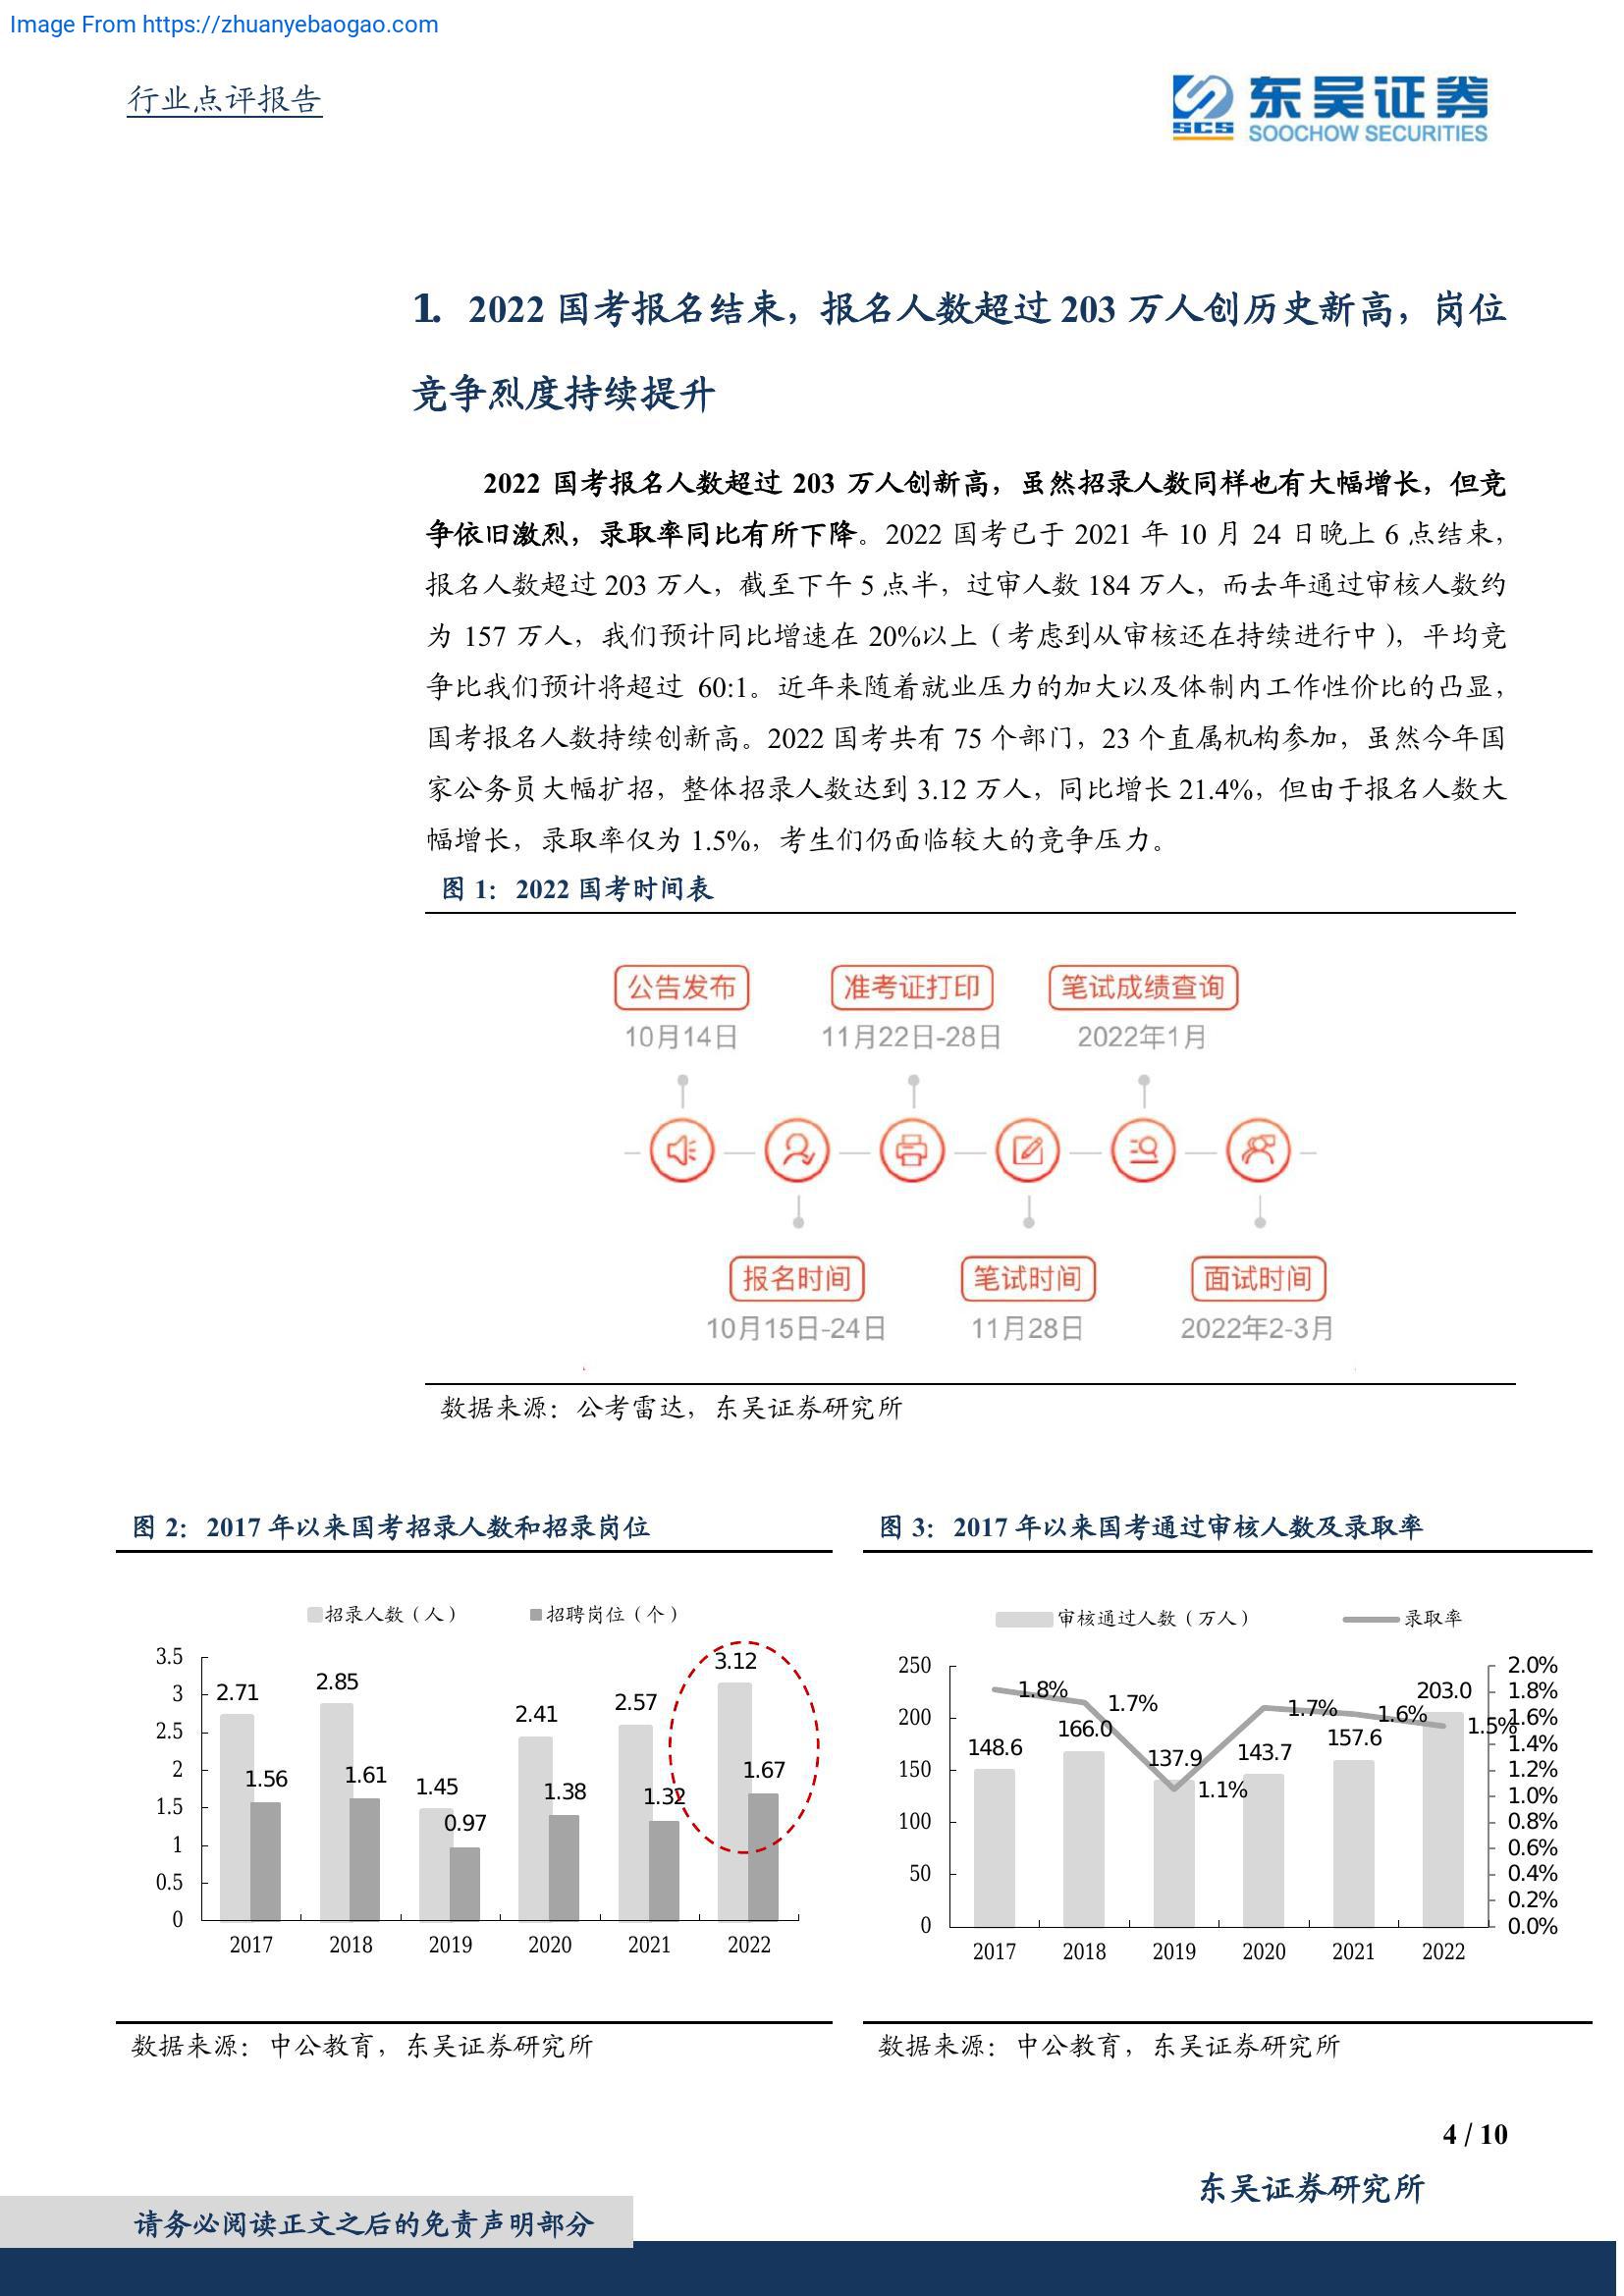 Image From https://zhuanyebaogao.com
行业点评报告
东吴证券
SCS
SOOCHOW SECURITIES
1. 2022 国考报名结束，报名人数超过 203 万人创历史新高，岗位
竞争烈度持续提升
2022 国考报名人数超过 203 万人创新高，虽然招录人数同样也有大幅增长，但竞
争依旧激烈，录取率同比有所下降。2022 国考已于 2021 年 10 月 24 日晚上 6 点结束，
报名人数超过 203 万人，截至下午 5 点半，过审人数 184 万人，而去年通过审核人数约
为 157 万人，我们预计同比增速在 20%以上（考虑到从审核还在持续进行中），平均竞
争比我们预计将超过 60:1。近年来随着就业压力的加大以及体制内工作性价比的凸显，
国考报名人数持续创新高。2022 国考共有 75 个部门，23 个直属机构参加，虽然今年国
家公务员大幅扩招，整体招录人数达到 3.12 万人，同比增长 21.4%，但由于报名人数大
幅增长，录取率仅为 1.5%，考生们仍面临较大的竞争压力。
图 1：2022 国考时间表
公告发布 准考证打印 笔试成绩查询
10月14日 11月22日-28日 2022年1月
报名时间 笔试时间 面试时间
10月15日-24日 11月28日 2022年2-3月
数据来源：公考雷达，东吴证券研究所
图 2：2017 年以来国考招录人数和招录岗位
招录人数（人） 招聘岗位（个）
3.5
3
2.5
2
1.5
1
0.5
0
2.71 2.85 1.45 2.41 2.57 3.12
1.56 1.61 0.97 1.38 1.32 1.67
2017 2018 2019 2020 2021 2022
数据来源：中公教育，东吴证券研究所
图 3：2017 年以来国考通过审核人数及录取率
审核通过人数（万人） 录取率
250
200
150
100
50
0
148.6 166.0 137.9 143.7 157.6 203.0
1.8% 1.7% 1.1% 1.7% 1.6% 1.5%
2.0%
1.8%
1.6%
1.4%
1.2%
1.0%
0.8%
0.6%
0.4%
0.2%
0.0%
2017 2018 2019 2020 2021 2022
数据来源：中公教育，东吴证券研究所
4 / 10
东吴证券研究所
请务必阅读正文之后的免责声明部分